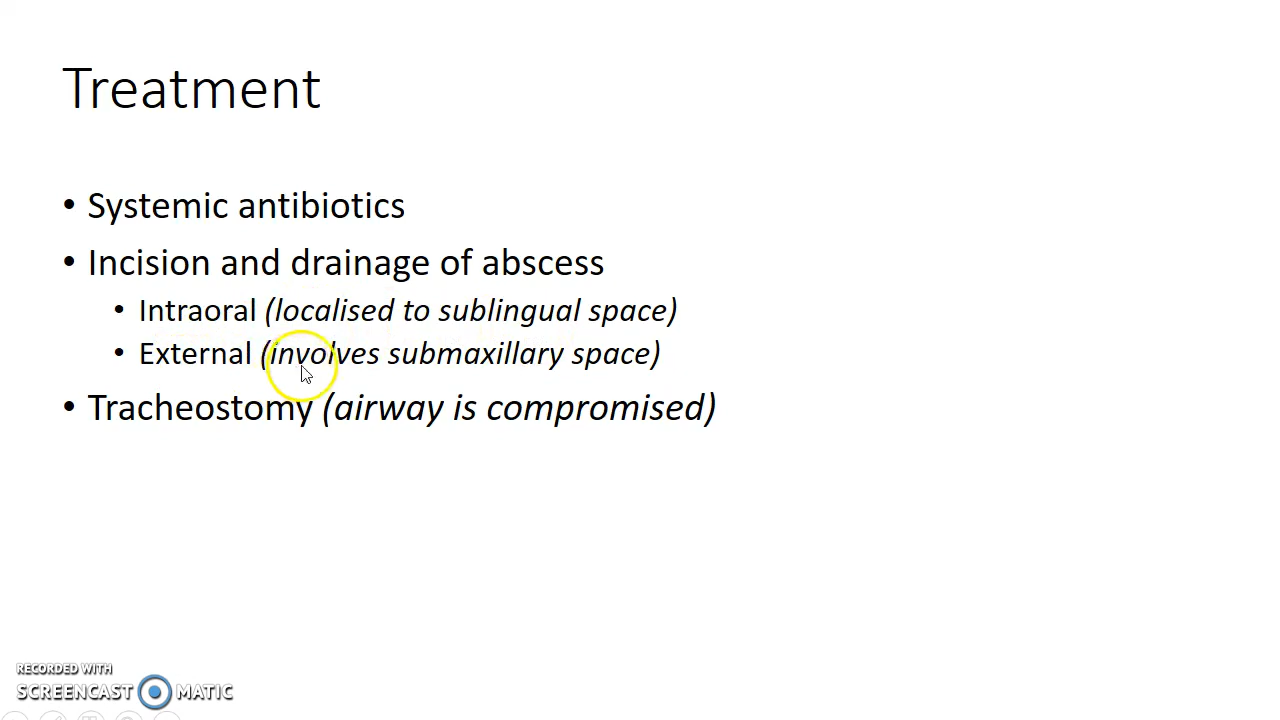 Treatment
• Systemic antibiotics
• Incision and drainage of abscess
• Intraoral (localised to sublingual space)
• External (involves submaxillary space)
• Tracheostomy (airway is compromised)
RECORDED WITH
SCREENCAST MATIC